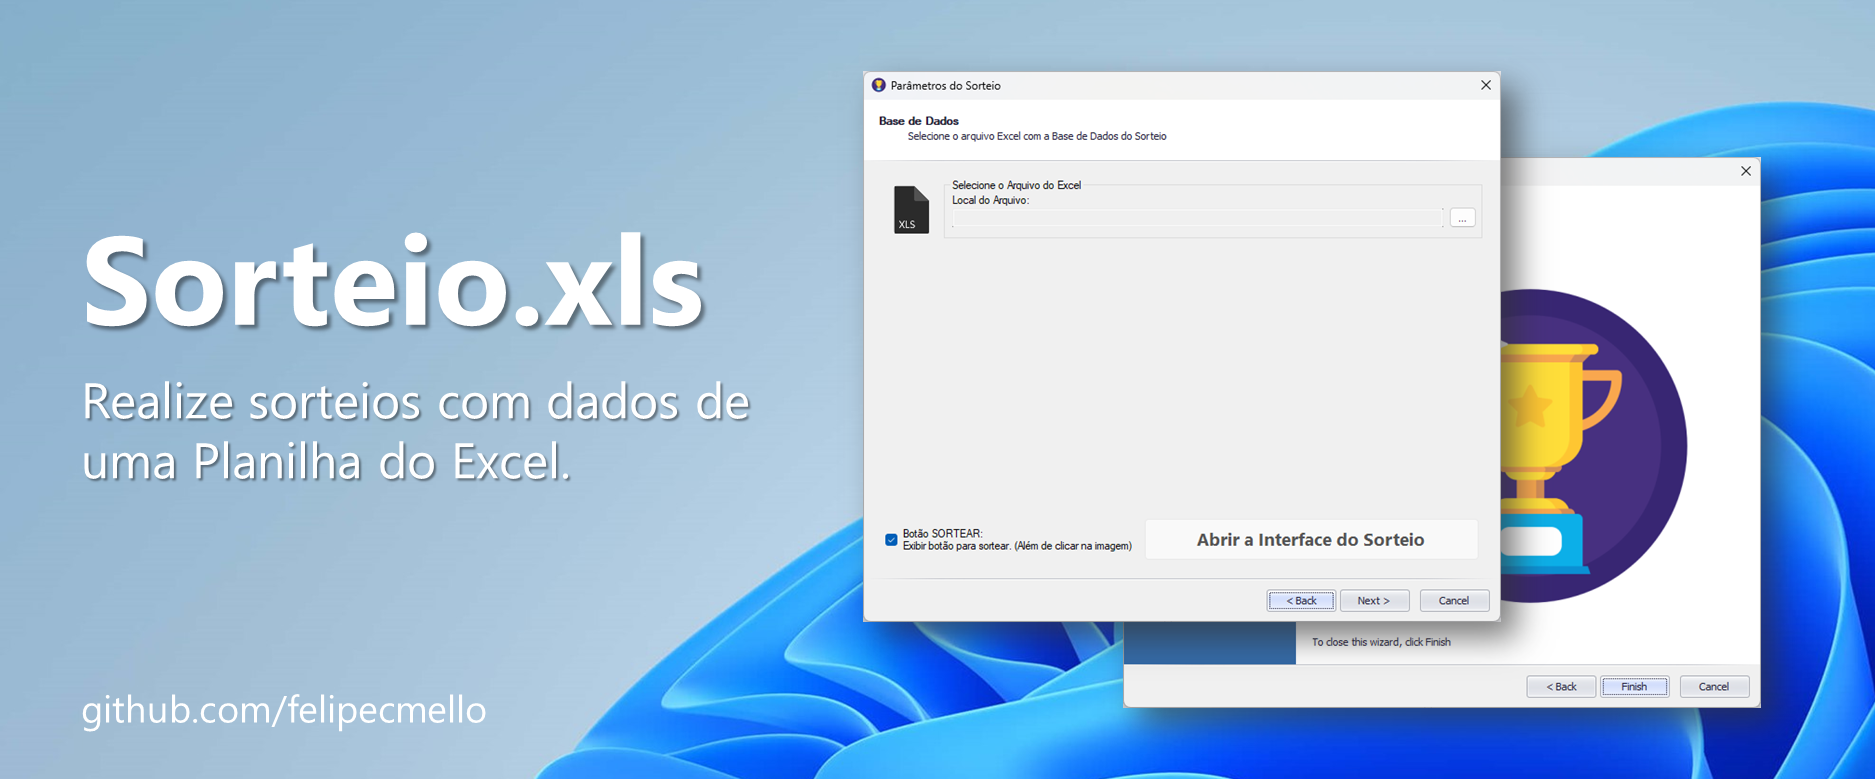 Sorteio.xls
Realize sorteios com dados de
uma Planilha do Excel.
github.com/felipecmello
Parâmetros do Sorteio
Base de Dados
Selecione o arquivo Excel com a Base de Dados do Sorteio
XLS
Selecione o Arquivo do Excel
Local do Arquivo:
...
Botão SORTEAR:
Exibir botão para sortear. (Além de clicar na imagem)
Abrir a Interface do Sorteio
< Back
Next >
Cancel
To close this wizard, click Finish
< Back
Finish
Cancel